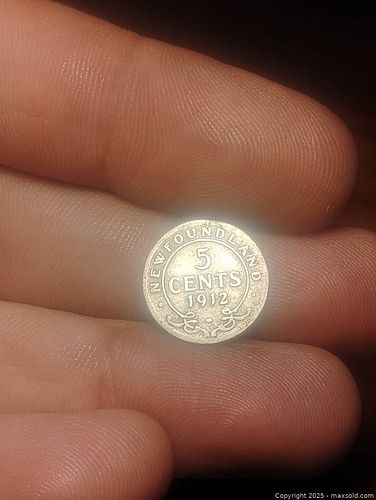 NEWFOUNDLAND
5
CENTS
1912
Copyright 2025 - maxsold.com